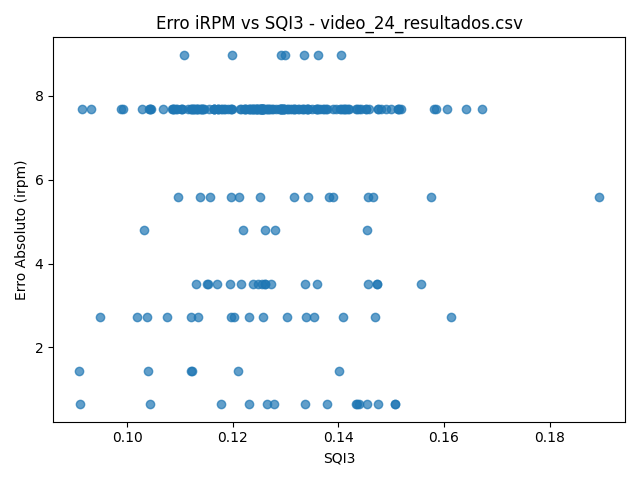 Erro iRPM vs SQI3 - video_24_resultados.csv
Erro Absoluto (irpm)
8
6
4
2
0.10 0.12 0.14 0.16 0.18
SQI3